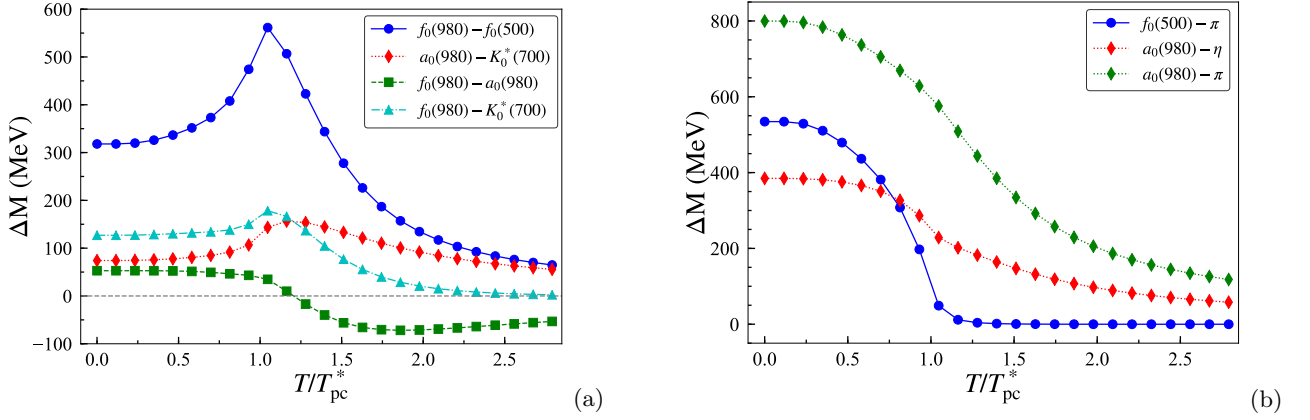 600
500
400
300
200
100
0
−100
ΔM (MeV)
0.0 0.5 1.0 1.5 2.0 2.5
T/T*pc
f0(980) − f0(500)
a0(980) − K*0(700)
f0(980) − a0(980)
f0(980) − K*0(700)
(a)
800
600
400
200
0
ΔM (MeV)
0.0 0.5 1.0 1.5 2.0 2.5
T/T*pc
f0(500) − π
a0(980) − η
a0(980) − π
(b)